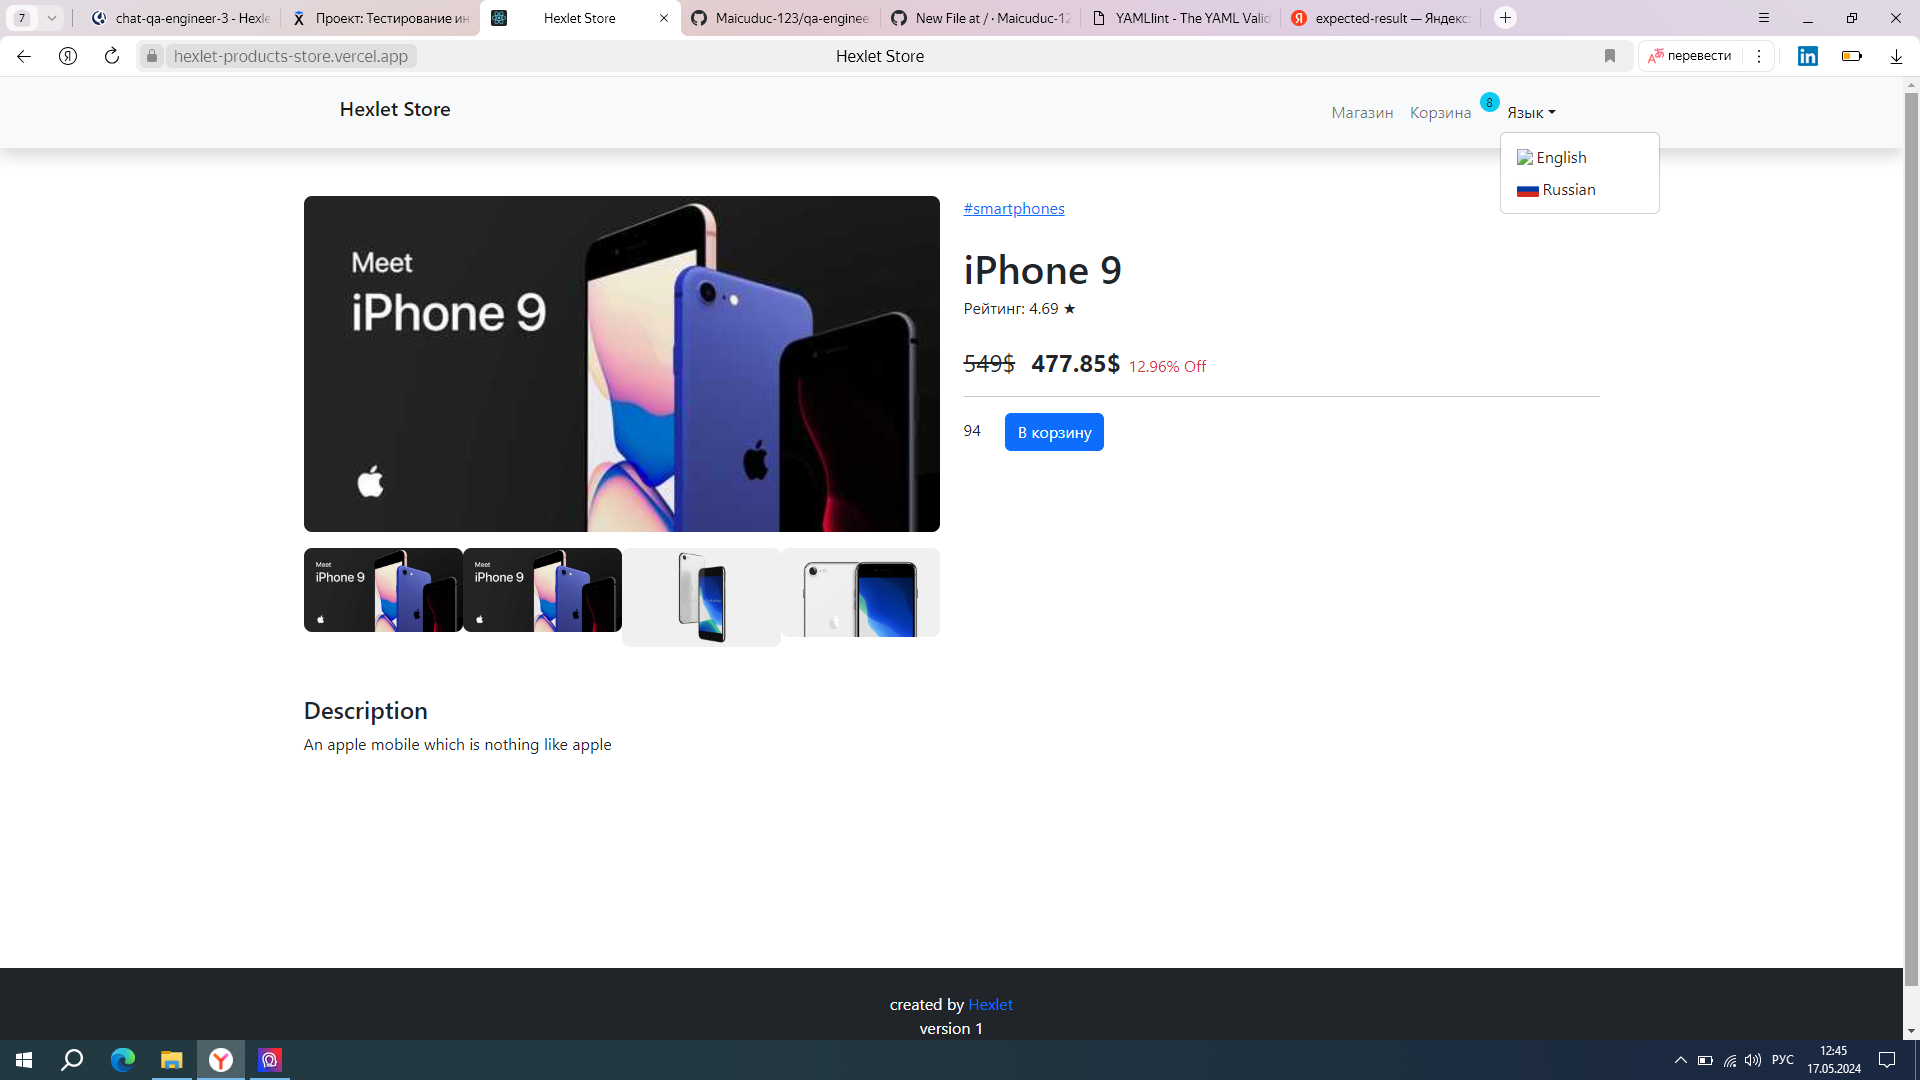 7
chat-qa-engineer-3 - Hexle
Проект: Тестирование ин
Hexlet Store
Maicuduc-123/qa-enginee
New File at / · Maicuduc-12
YAMLlint - The YAML Valid
expected-result — Яндекс:
hexlet-products-store.vercel.app
Hexlet Store
перевести
Hexlet Store
Магазин
Корзина
8
Язык
English
Russian
Meet
iPhone 9
#smartphones
iPhone 9
Рейтинг: 4.69 ★
549$ 477.85$ 12.96% Off
94
В корзину
Meet
iPhone 9
Meet
iPhone 9
Description
An apple mobile which is nothing like apple
created by Hexlet
version 1
РУС
12:45
17.05.2024